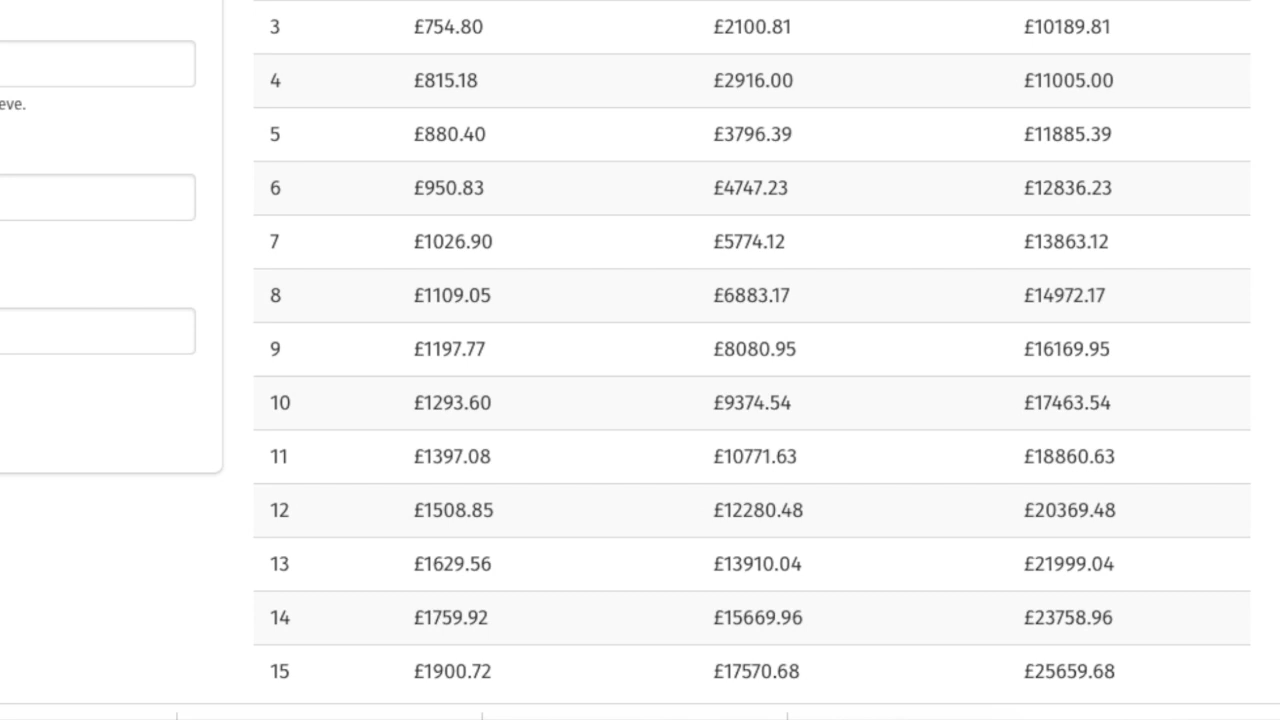 3 £754.80 £2100.81 £10189.81
4 £815.18 £2916.00 £11005.00
eve.
5 £880.40 £3796.39 £11885.39
6 £950.83 £4747.23 £12836.23
7 £1026.90 £5774.12 £13863.12
8 £1109.05 £6883.17 £14972.17
9 £1197.77 £8080.95 £16169.95
10 £1293.60 £9374.54 £17463.54
11 £1397.08 £10771.63 £18860.63
12 £1508.85 £12280.48 £20369.48
13 £1629.56 £13910.04 £21999.04
14 £1759.92 £15669.96 £23758.96
15 £1900.72 £17570.68 £25659.68